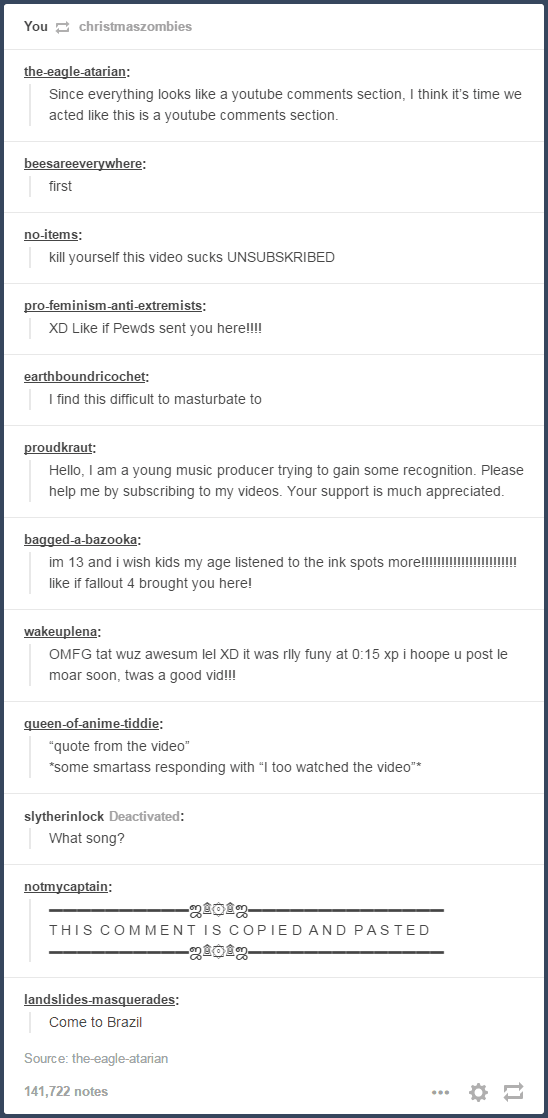 You christmaszombies
the-eagle-atarian:
Since everything looks like a youtube comments section, I think it's time we
acted like this is a youtube comments section.
beesareeverywhere:
first
no-items:
kill yourself this video sucks UNSUBSKRIBED
pro-feminism-anti-extremists:
XD Like if Pewds sent you here!!!!
earthboundricochet:
I find this difficult to masturbate to
proudkraut:
Hello, I am a young music producer trying to gain some recognition. Please
help me by subscribing to my videos. Your support is much appreciated.
bagged-a-bazooka:
im 13 and i wish kids my age listened to the ink spots more!!!!!!!!!!!!!!!!!!!!!!!!
like if fallout 4 brought you here!
wakeuplena:
OMFG tat wuz awesum lel XD it was rlly funy at 0:15 xp i hoope u post le
moar soon, twas a good vid!!!
queen-of-anime-tiddie:
“quote from the video”
*some smartass responding with “I too watched the video”*
slytherinlock Deactivated:
What song?
notmycaptain:
▬▬▬▬▬▬▬▬▬▬ஜ۩۞۩ஜ▬▬▬▬▬▬▬▬▬▬▬▬▬▬
T H I S C O M M E N T I S C O P I E D A N D P A S T E D
▬▬▬▬▬▬▬▬▬▬ஜ۩۞۩ஜ▬▬▬▬▬▬▬▬▬▬▬▬▬▬
landslides-masquerades:
Come to Brazil
Source: the-eagle-atarian
141,722 notes